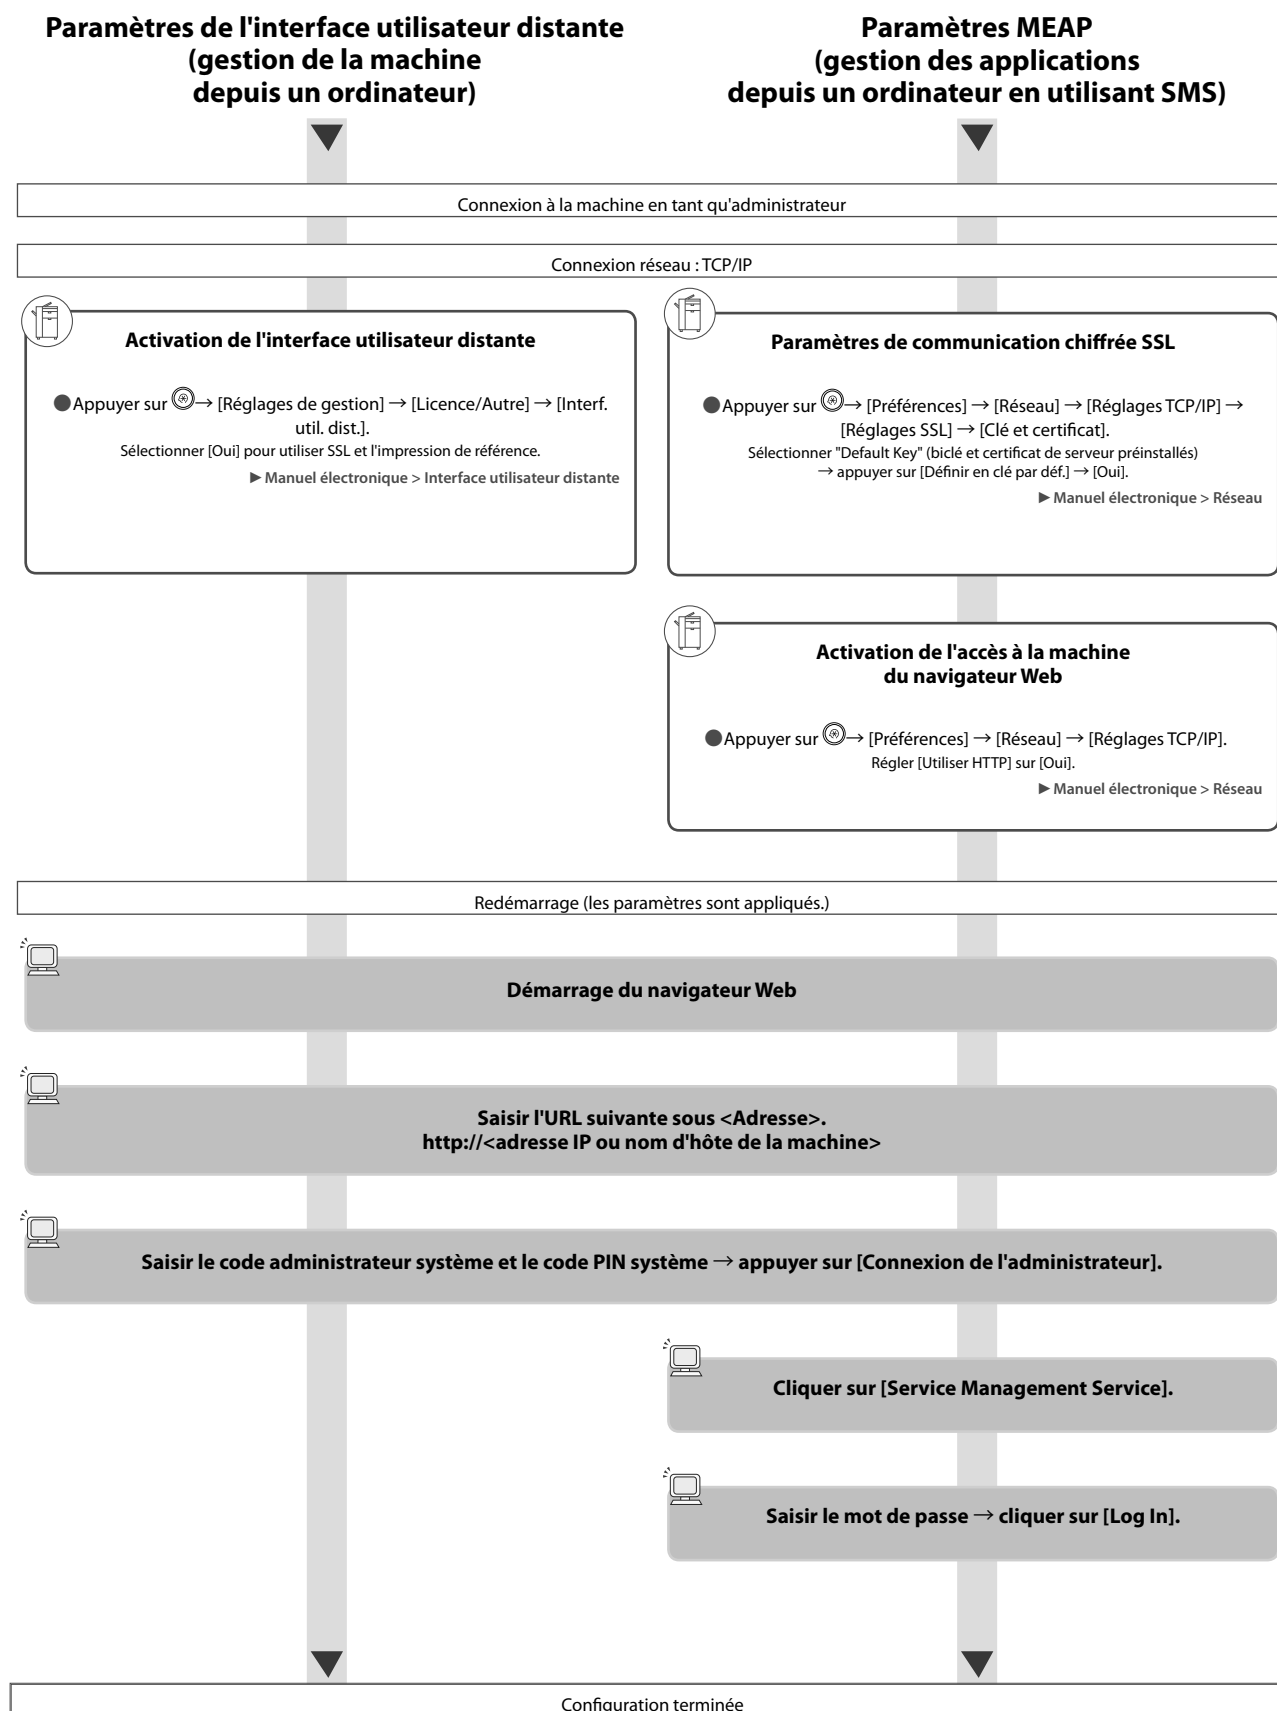 Paramètres de l'interface utilisateur distante
(gestion de la machine
depuis un ordinateur)
Paramètres MEAP
(gestion des applications
depuis un ordinateur en utilisant SMS)
Connexion à la machine en tant qu'administrateur
Connexion réseau : TCP/IP
Activation de l'interface utilisateur distante
●Appuyer sur → [Réglages de gestion] → [Licence/Autre] → [Interf.
util. dist.].
Sélectionner [Oui] pour utiliser SSL et l'impression de référence.
►Manuel électronique > Interface utilisateur distante
Paramètres de communication chiffrée SSL
●Appuyer sur → [Préférences] → [Réseau] → [Réglages TCP/IP] →
[Réglages SSL] → [Clé et certificat].
Sélectionner "Default Key" (biclé et certificat de serveur préinstallés)
→ appuyer sur [Définir en clé par déf.] → [Oui].
►Manuel électronique > Réseau
Activation de l'accès à la machine
du navigateur Web
●Appuyer sur → [Préférences] → [Réseau] → [Réglages TCP/IP].
Régler [Utiliser HTTP] sur [Oui].
►Manuel électronique > Réseau
Redémarrage (les paramètres sont appliqués.)
Démarrage du navigateur Web
Saisir l'URL suivante sous <Adresse>.
http://<adresse IP ou nom d'hôte de la machine>
Saisir le code administrateur système et le code PIN système → appuyer sur [Connexion de l'administrateur].
Cliquer sur [Service Management Service].
Saisir le mot de passe → cliquer sur [Log In].
Configuration terminée